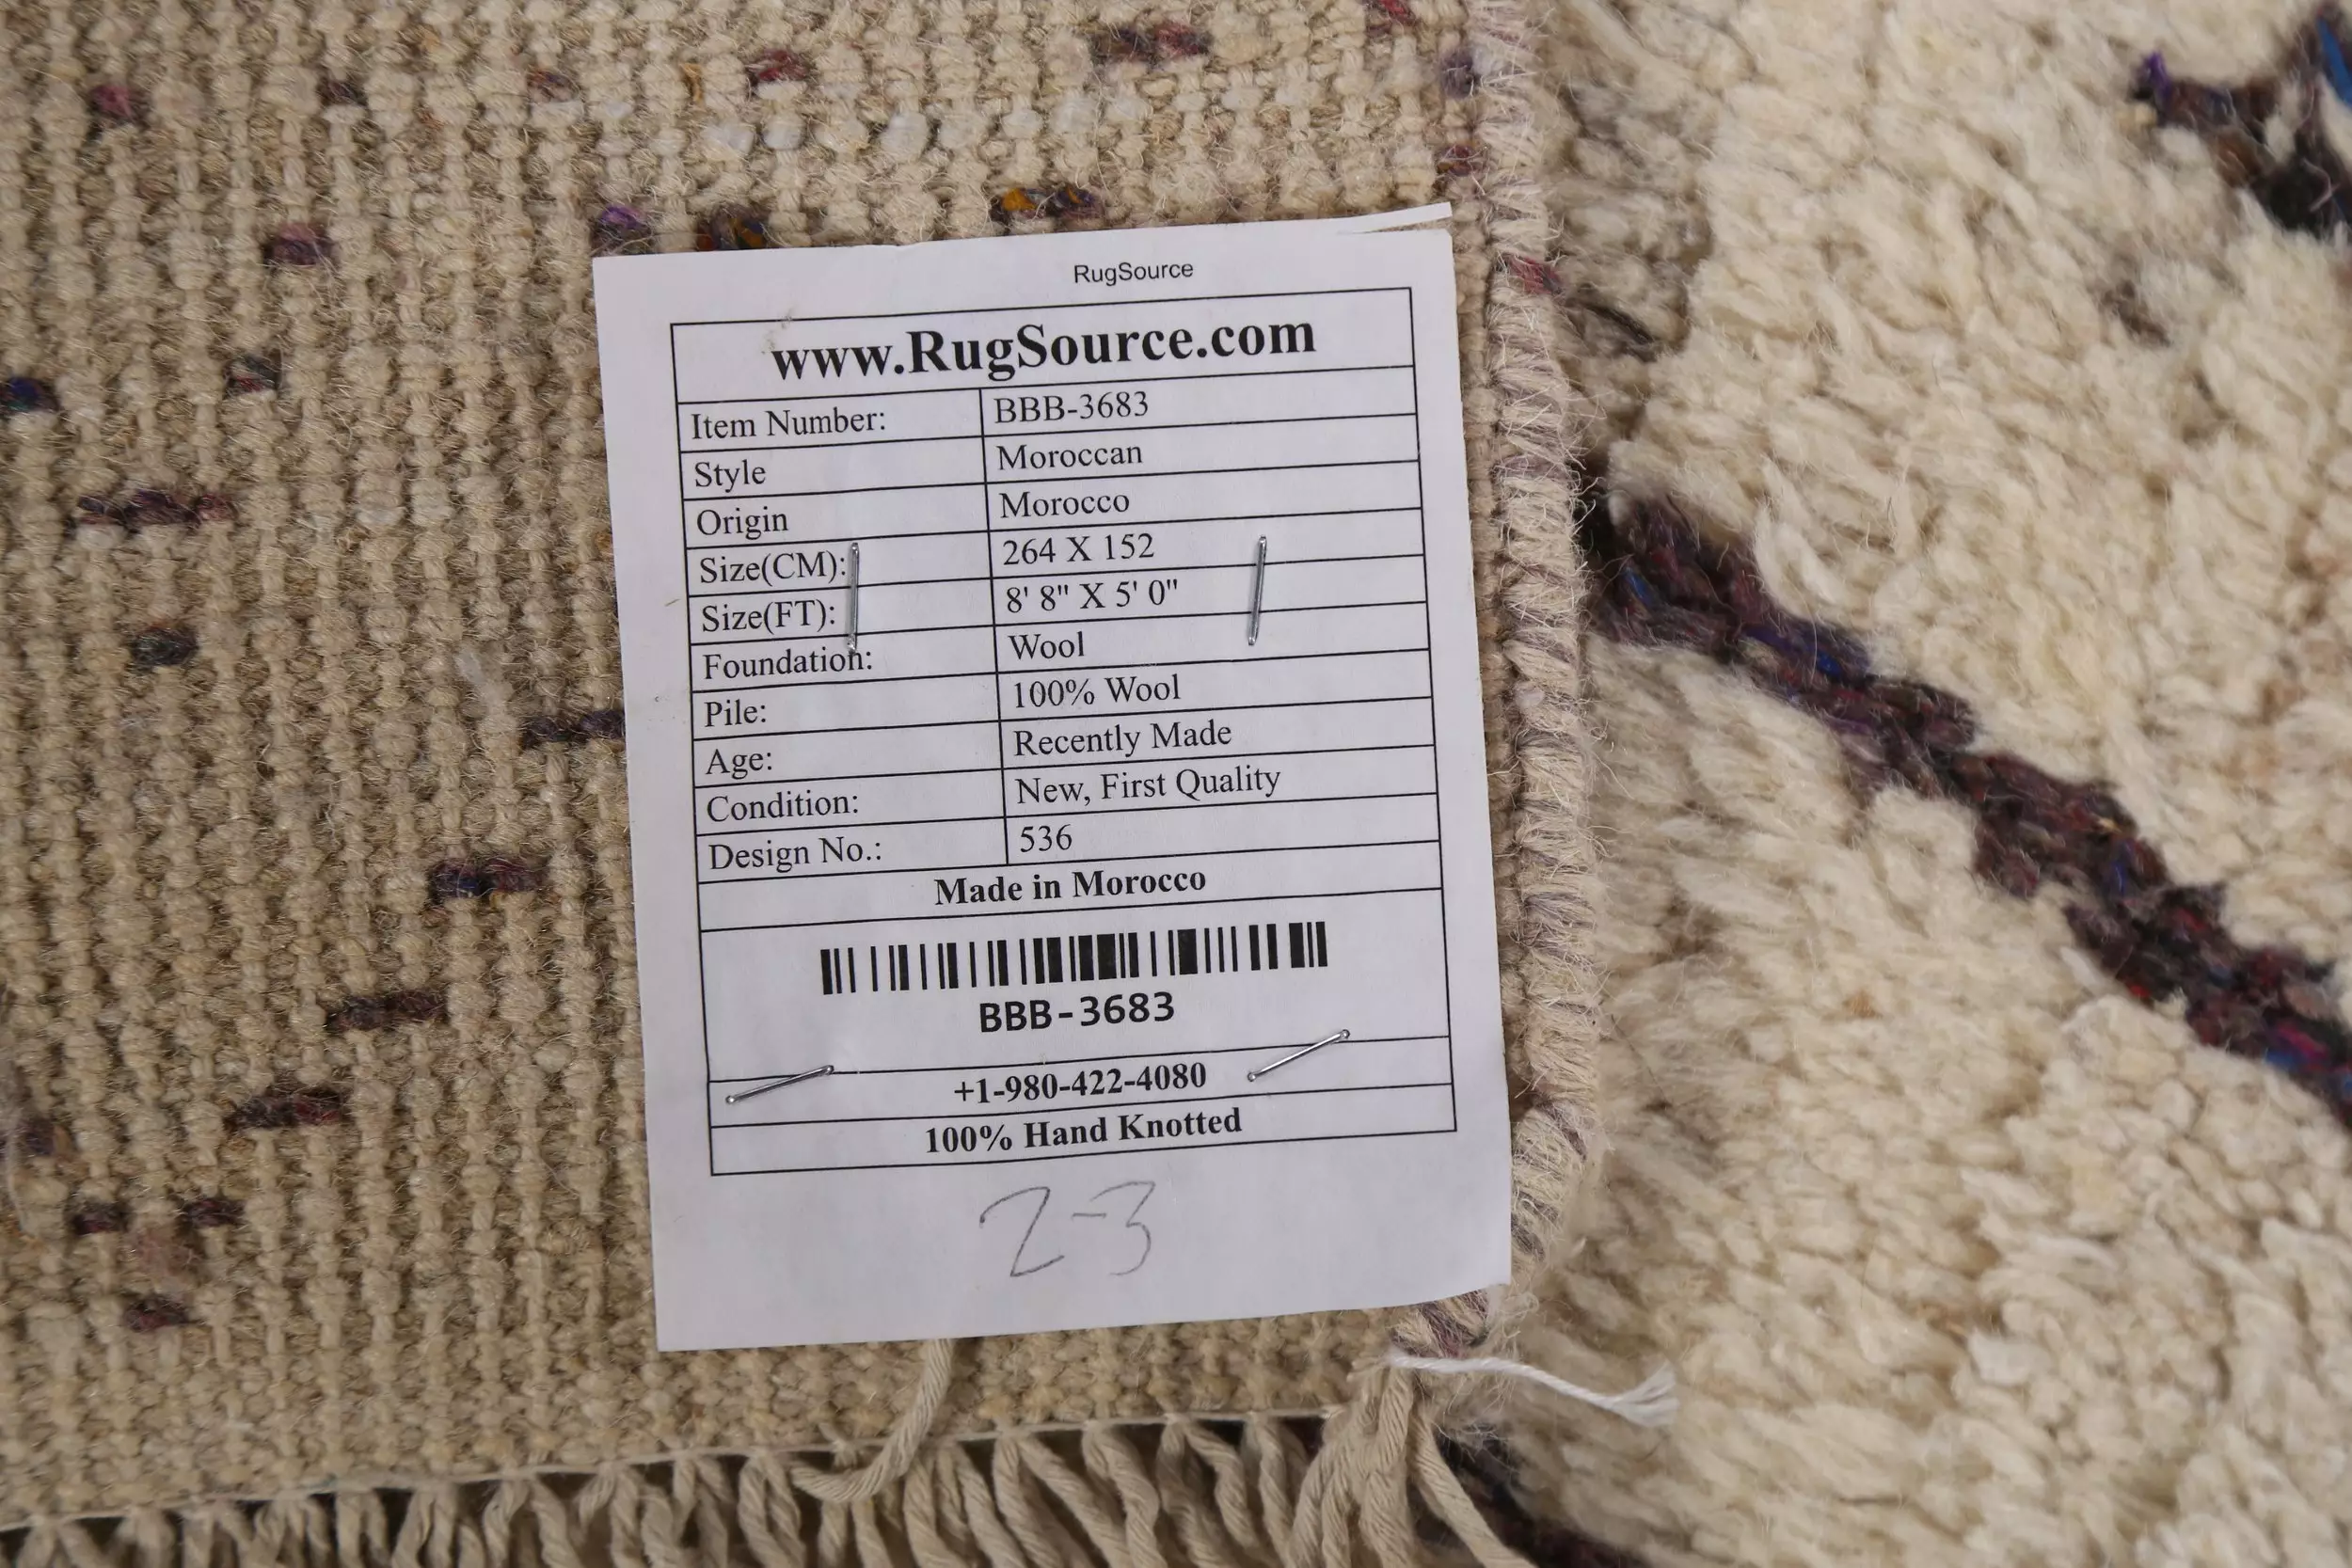 RugSource
www.RugSource.com
Item Number: BBB-3683
Style Moroccan
Origin Morocco
Size(CM): 264 X 152
Size(FT): 8' 8" X 5' 0"
Foundation: Wool
Pile: 100% Wool
Age: Recently Made
Condition: New, First Quality
Design No.: 536
Made in Morocco
BBB-3683
+1-980-422-4080
100% Hand Knotted
2-3